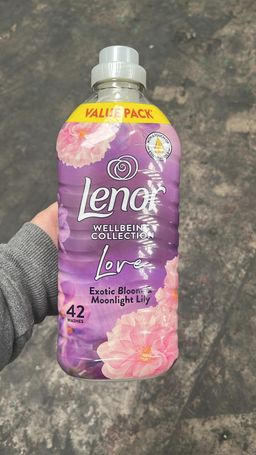 VALUE PACK
Lenor
WELLBEING
COLLECTION
Love
Exotic Bloom &
Moonlight Lily
42
WASHES